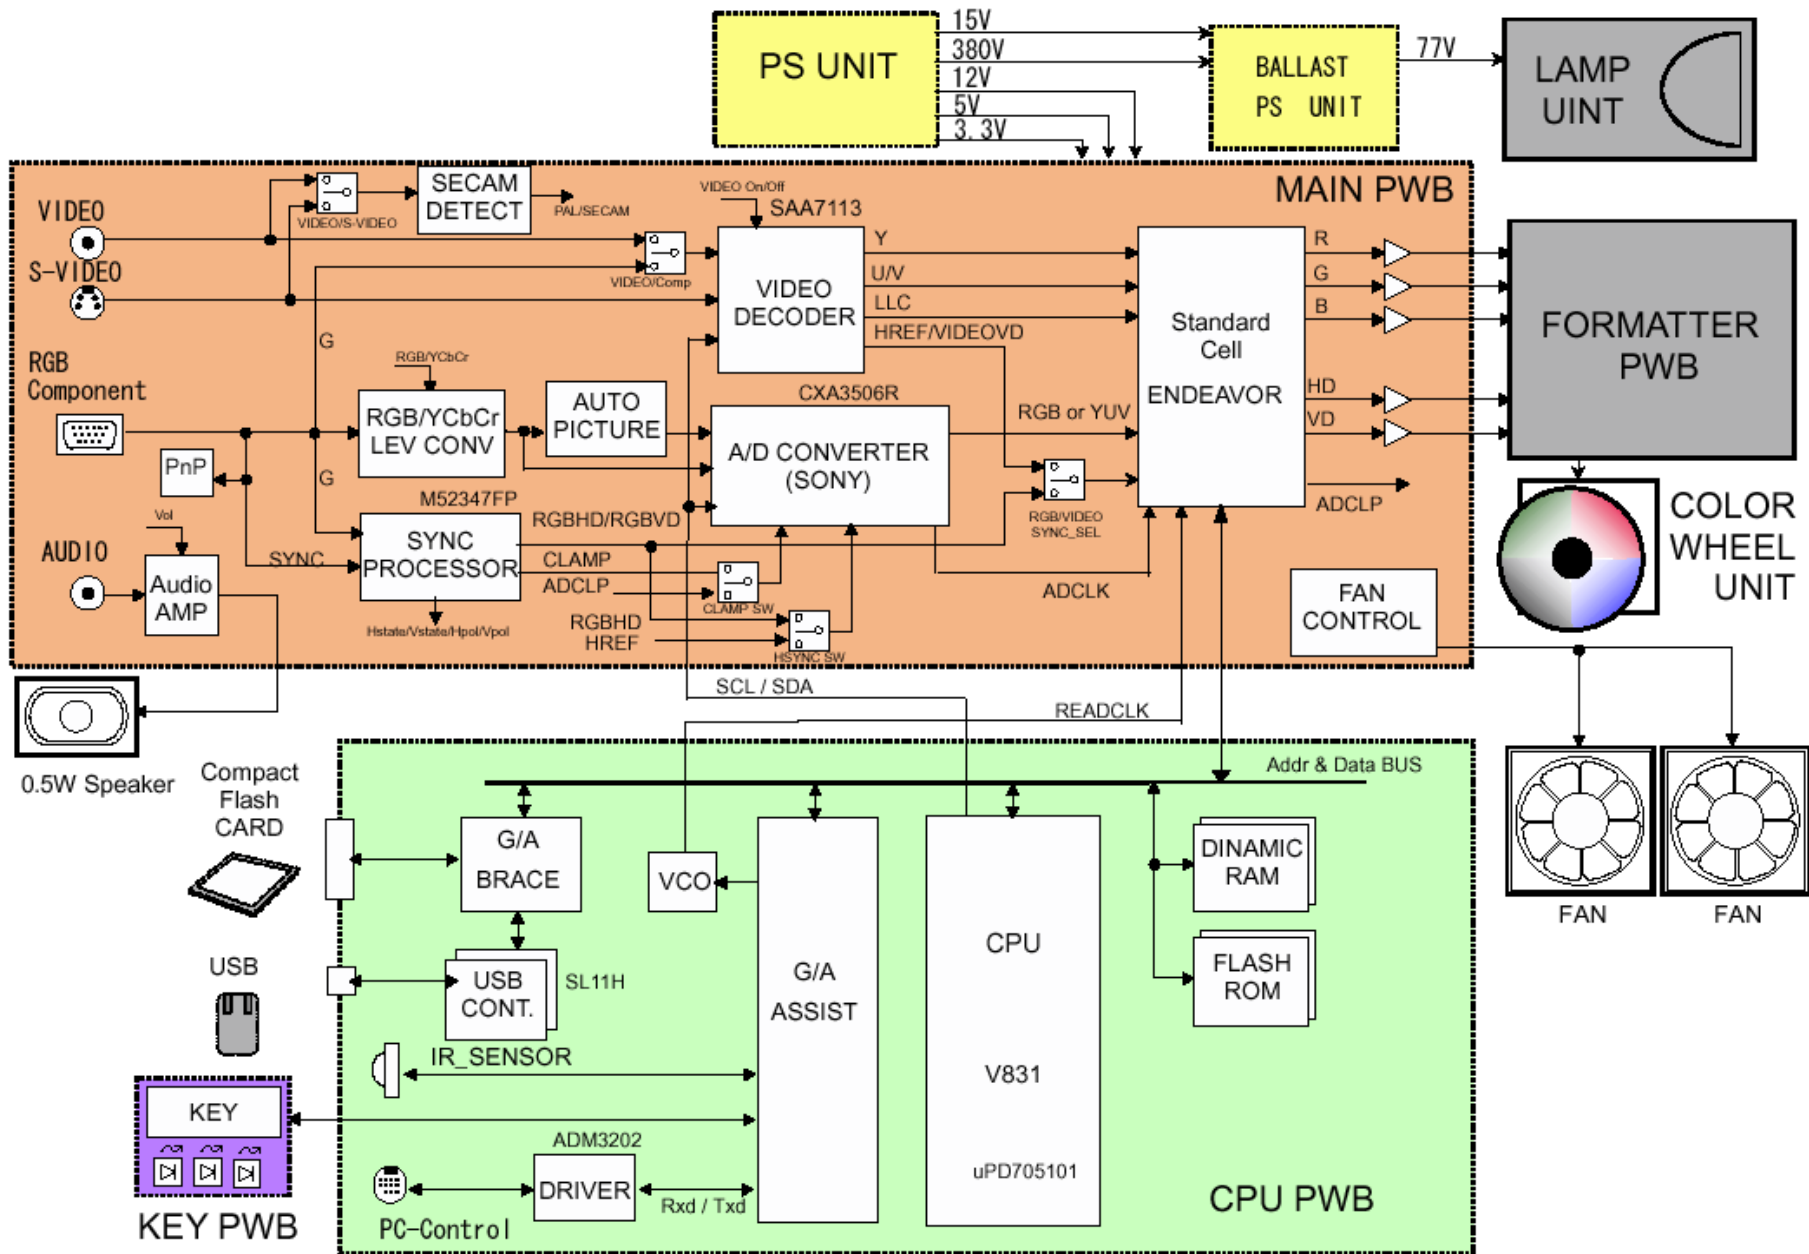 PS UNIT
15V
380V
12V
5V
3.3V
BALLAST
PS UNIT
77V
LAMP
UINT
MAIN PWB
VIDEO
S-VIDEO
VIDEO/S-VIDEO
SECAM
DETECT
PAL/SECAM
VIDEO On/Off
SAA7113
VIDEO/Comp
VIDEO
DECODER
Y
U/V
LLC
HREF/VIDEOVD
Standard
Cell
ENDEAVOR
R
G
B
HD
VD
ADCLP
FORMATTER
PWB
RGB
Component
G
G
RGB/YCbCr
RGB/YCbCr
LEV CONV
AUTO
PICTURE
CXA3506R
A/D CONVERTER
(SONY)
RGB or YUV
RGB/VIDEO
SYNC_SEL
PnP
M52347FP
SYNC
SYNC
PROCESSOR
RGBHD/RGBVD
CLAMP
ADCLP
CLAMP SW
RGBHD
HREF
HSYNC SW
ADCLK
Hstate/Vstate/Hpol/Vpol
Vol
AUDIO
Audio
AMP
FAN
CONTROL
COLOR
WHEEL
UNIT
0.5W Speaker
SCL / SDA
READCLK
Addr & Data BUS
Compact
Flash
CARD
G/A
BRACE
VCO
USB
USB
CONT.
SL11H
G/A
ASSIST
CPU
V831
uPD705101
DINAMIC
RAM
FLASH
ROM
FAN
FAN
IR_SENSOR
KEY
KEY PWB
ADM3202
DRIVER
Rxd / Txd
PC-Control
CPU PWB